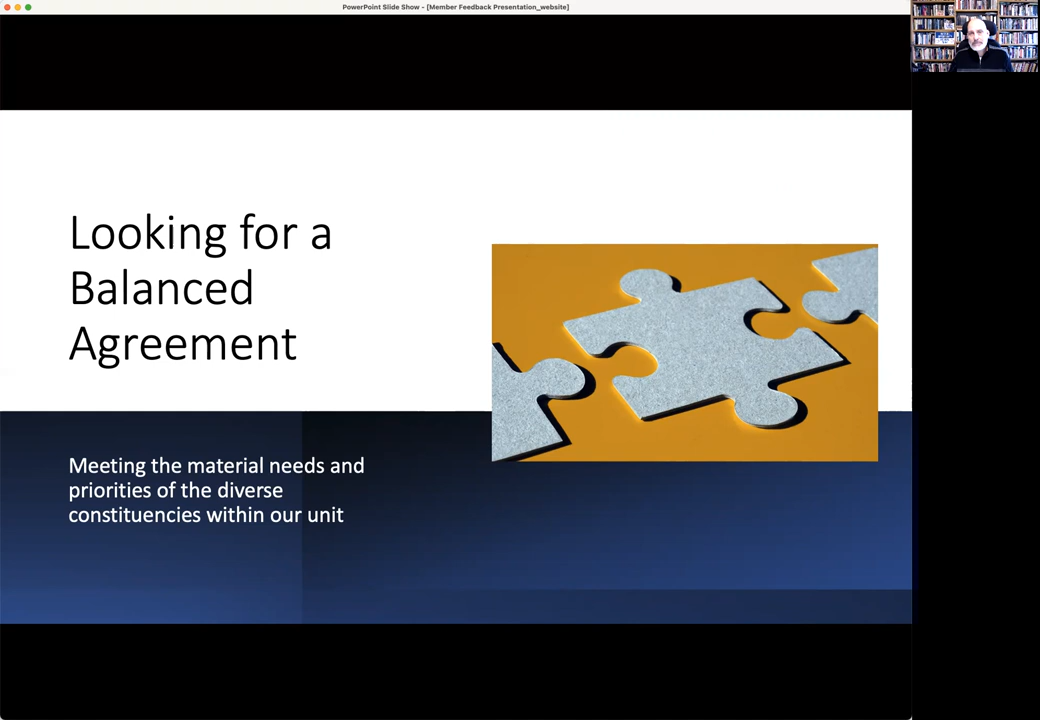 PowerPoint Slide Show - [Member Feedback Presentation_website]
Looking for a
Balanced
Agreement
Meeting the material needs and
priorities of the diverse
constituencies within our unit